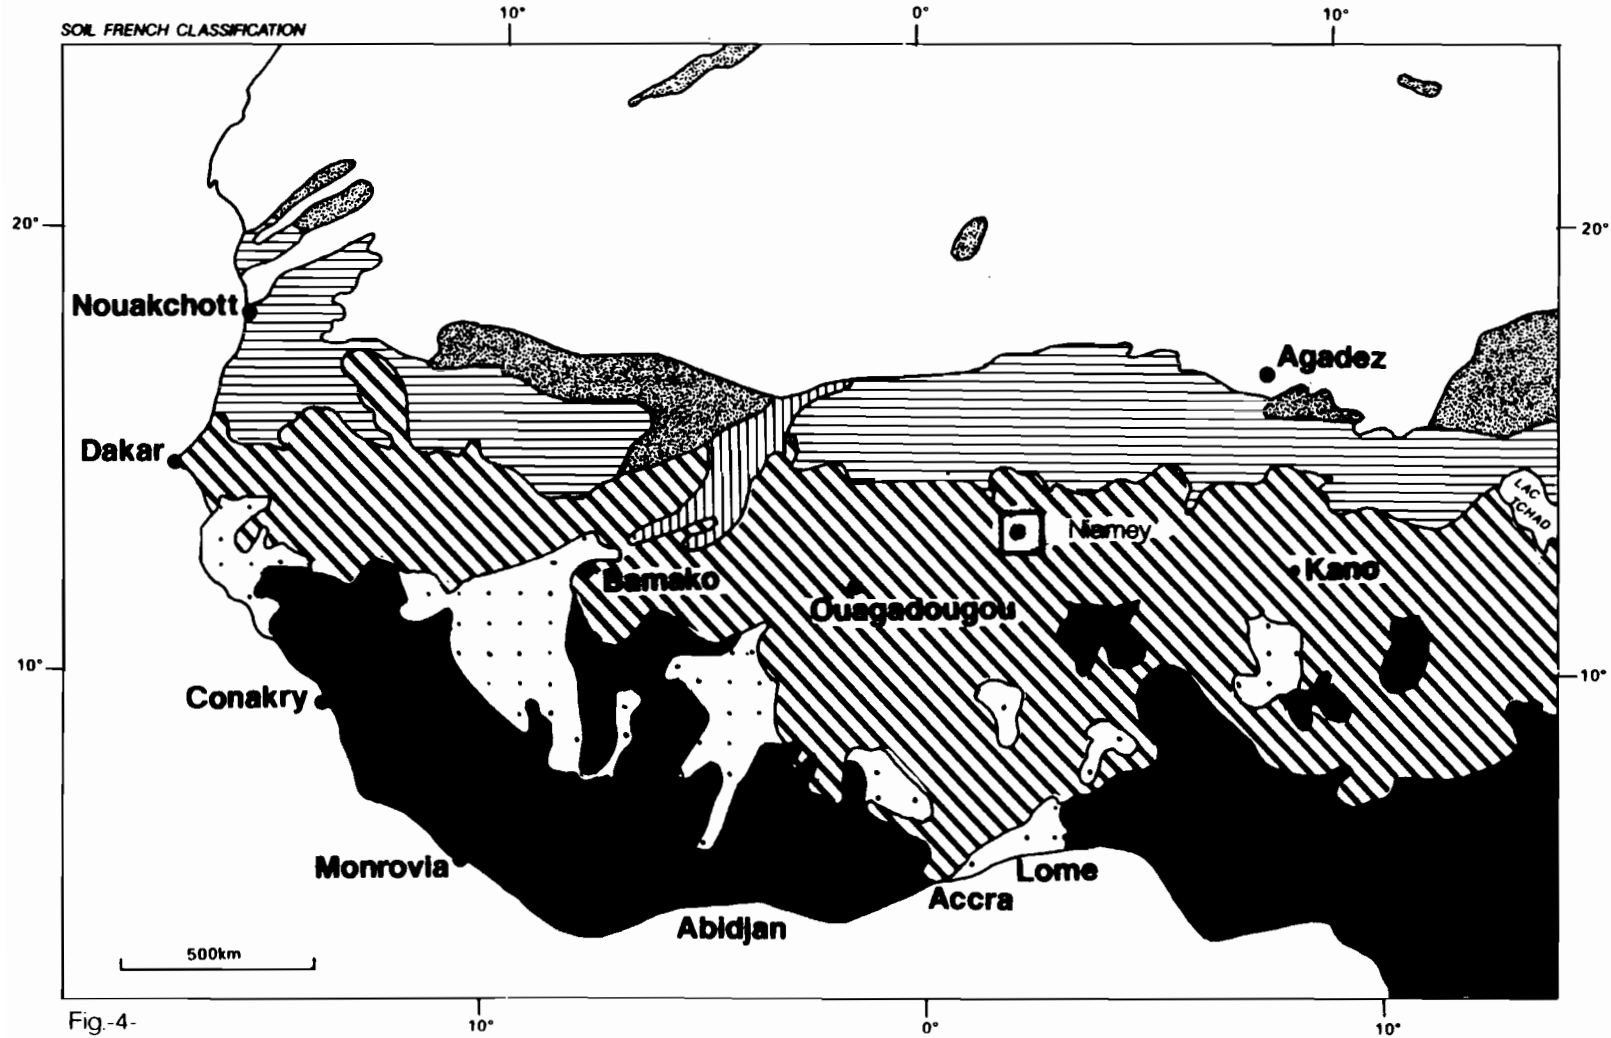 10° 0° 10°
SOIL FRENCH CLASSIFICATION
20° 20°
Nouakchott
Agadez
Dakar
LAC
TCHAD
Niamey
Kano
Bamako
Ouagadougou
10° 10°
Conakry
Monrovia
Lome
Accra
Abidjan
500km
Fig.-4-
10° 0° 10°